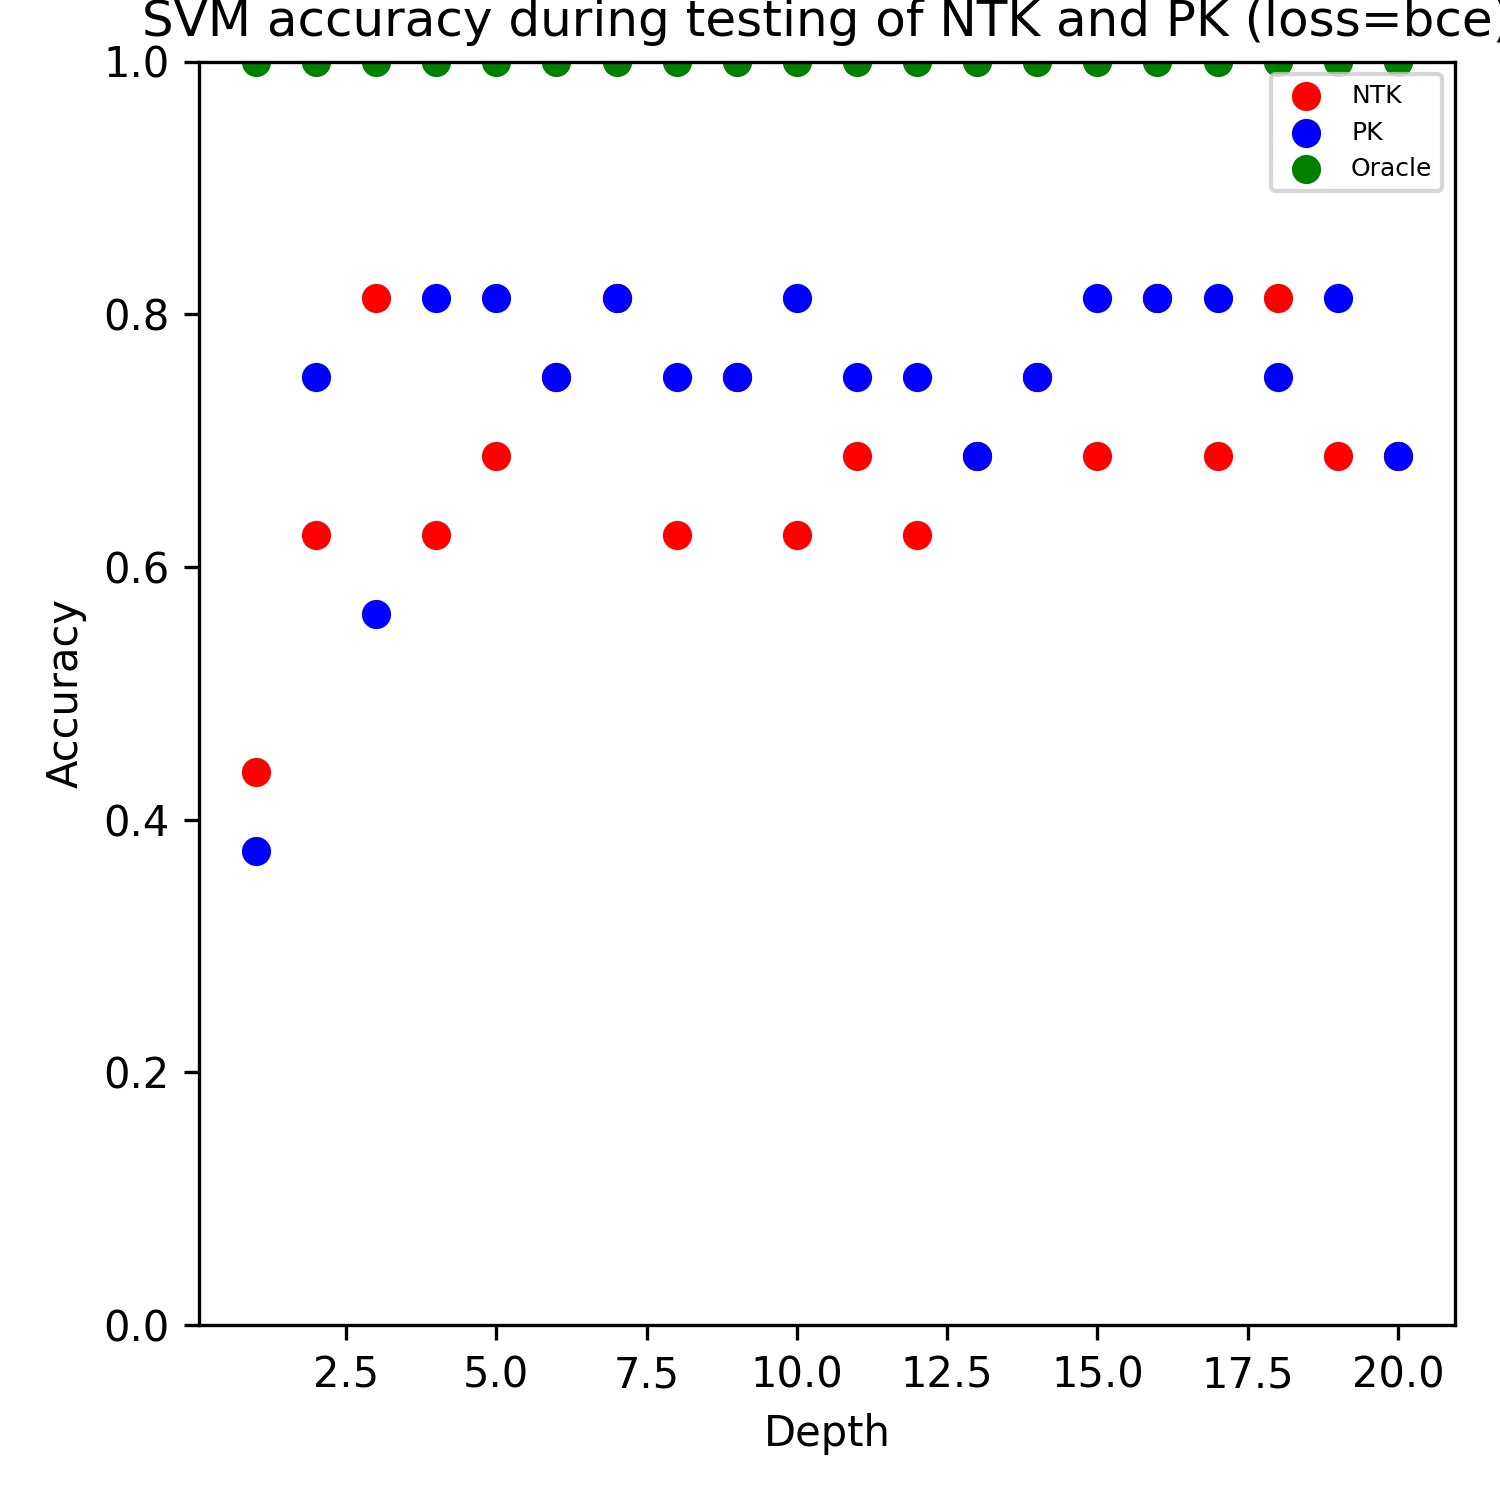 SVM accuracy during testing of NTK and PK (loss=bce)
1.0
0.8
0.6
0.4
0.2
0.0
Accuracy
NTK
PK
Oracle
2.5 5.0 7.5 10.0 12.5 15.0 17.5 20.0
Depth